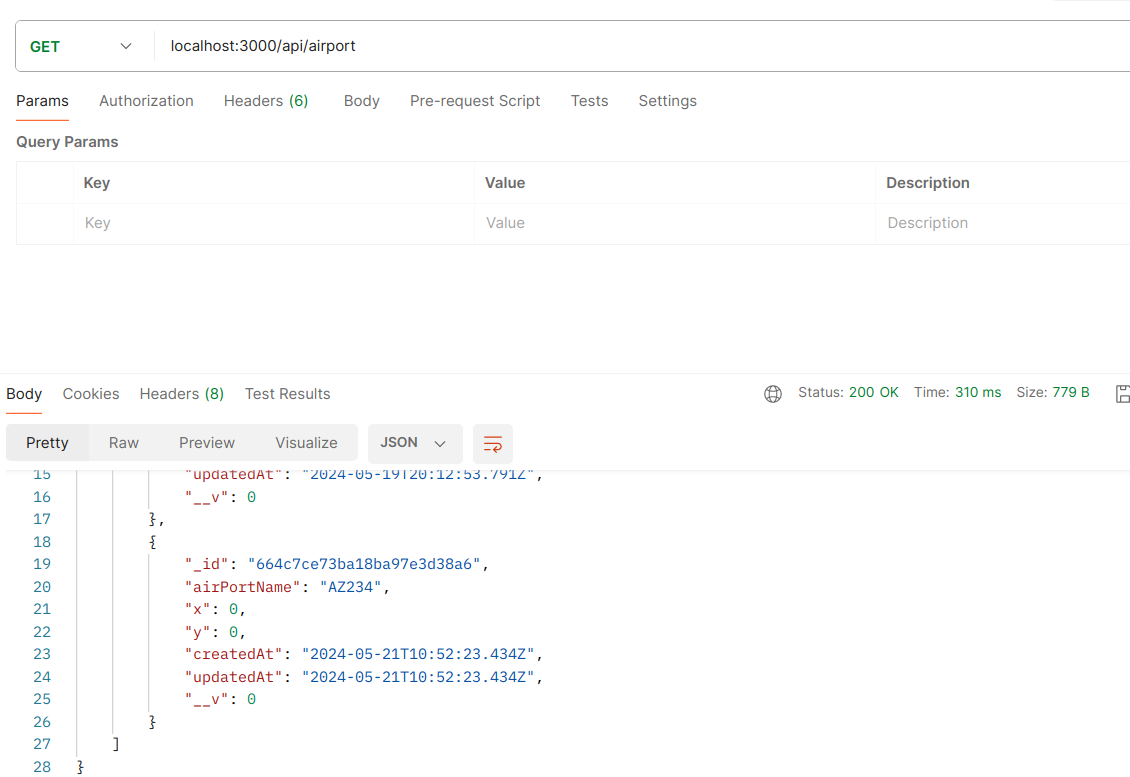 GET localhost:3000/api/airport
Params Authorization Headers (6) Body Pre-request Script Tests Settings
Query Params
Key Value Description
Key Value Description
Body Cookies Headers (8) Test Results Status: 200 OK Time: 310 ms Size: 779 B
Pretty Raw Preview Visualize JSON
15 "updatedAt": "2024-05-19T20:12:53.791Z",
16 "__v": 0
17 },
18 {
19 "_id": "664c7ce73ba18ba97e3d38a6",
20 "airPortName": "AZ234",
21 "x": 0,
22 "y": 0,
23 "createdAt": "2024-05-21T10:52:23.434Z",
24 "updatedAt": "2024-05-21T10:52:23.434Z",
25 "__v": 0
26 }
27 ]
28 }